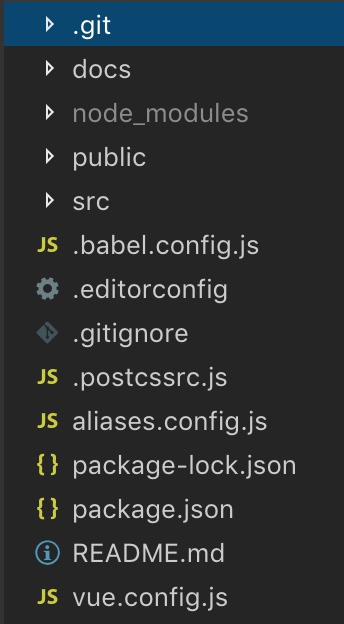 .git
docs
node_modules
public
src
JS .babel.config.js
.editorconfig
.gitignore
JS .postcssrc.js
JS aliases.config.js
{ } package-lock.json
{ } package.json
README.md
JS vue.config.js